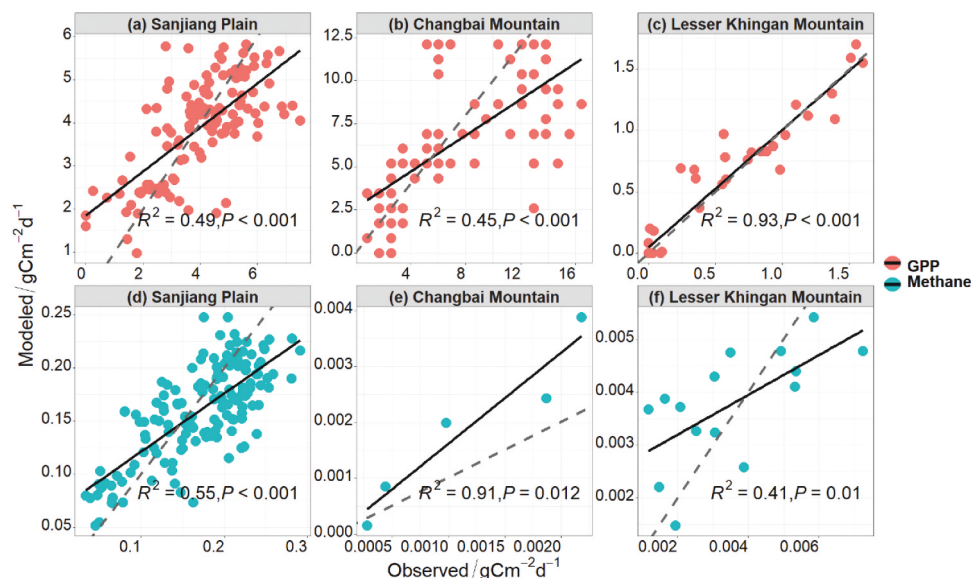 (a) Sanjiang Plain
(b) Changbai Mountain
(c) Lesser Khingan Mountain
6
5
4
3
2
1
0 2 4 6
R² = 0.49,P < 0.001
12.5
10.0
7.5
5.0
2.5
0.0
4 8 12 16
R² = 0.45,P < 0.001
1.5
1.0
0.5
0.0
0.0 0.5 1.0 1.5
R² = 0.93,P < 0.001
GPP
Methane
Modeled/gCm⁻²d⁻¹
(d) Sanjiang Plain
(e) Changbai Mountain
(f) Lesser Khingan Mountain
0.25
0.20
0.15
0.10
0.05
0.1 0.2 0.3
R² = 0.55,P < 0.001
0.004
0.003
0.002
0.001
0.000
0.0005 0.0010 0.0015 0.0020
R² = 0.91,P = 0.012
0.005
0.004
0.003
0.002
0.002 0.004 0.006
R² = 0.41,P = 0.01
Observed/gCm⁻²d⁻¹